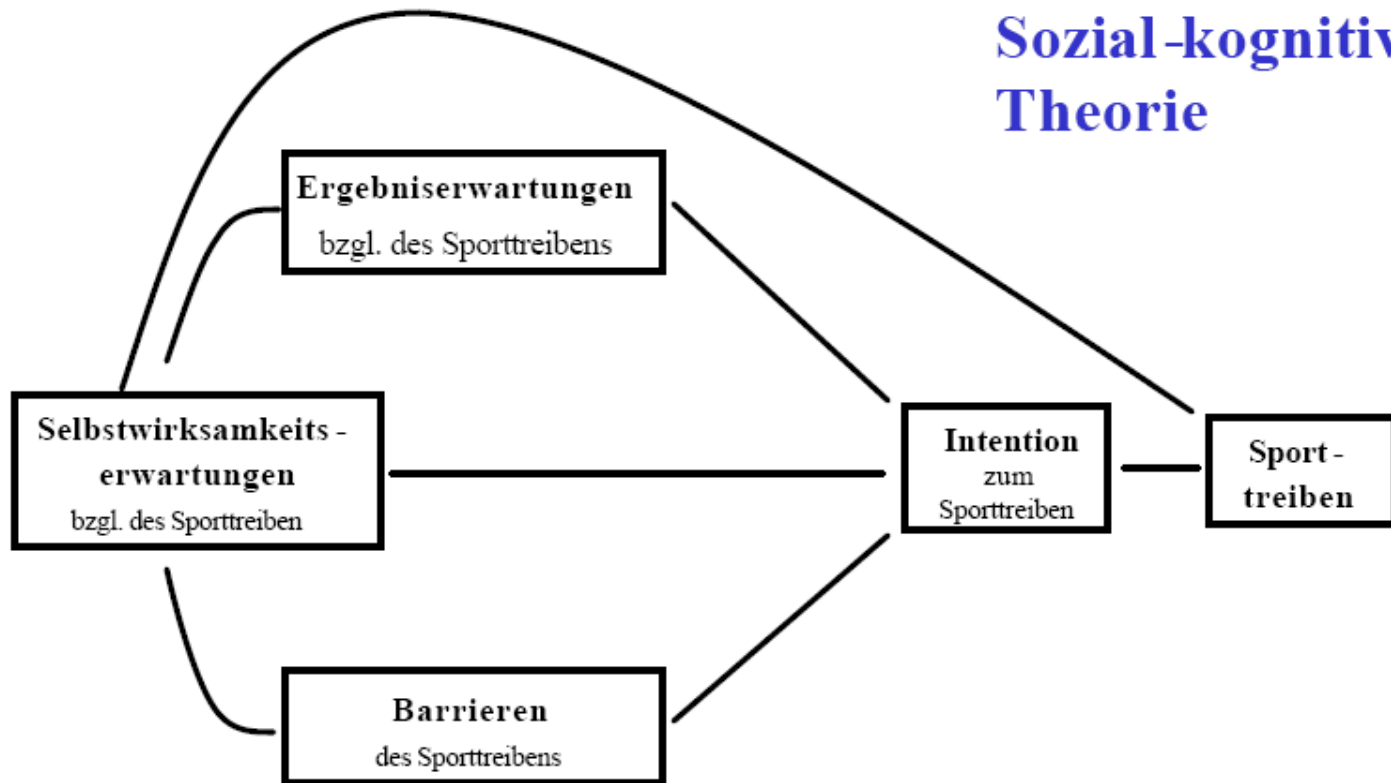 Sozial-kognitiv
Theorie
Ergebniserwartungen
bzgl. des Sporttreibens
Selbstwirksamkeits-
erwartungen
bzgl. des Sporttreiben
Intention
zum
Sporttreiben
Sport-
treiben
Barrieren
des Sporttreibens